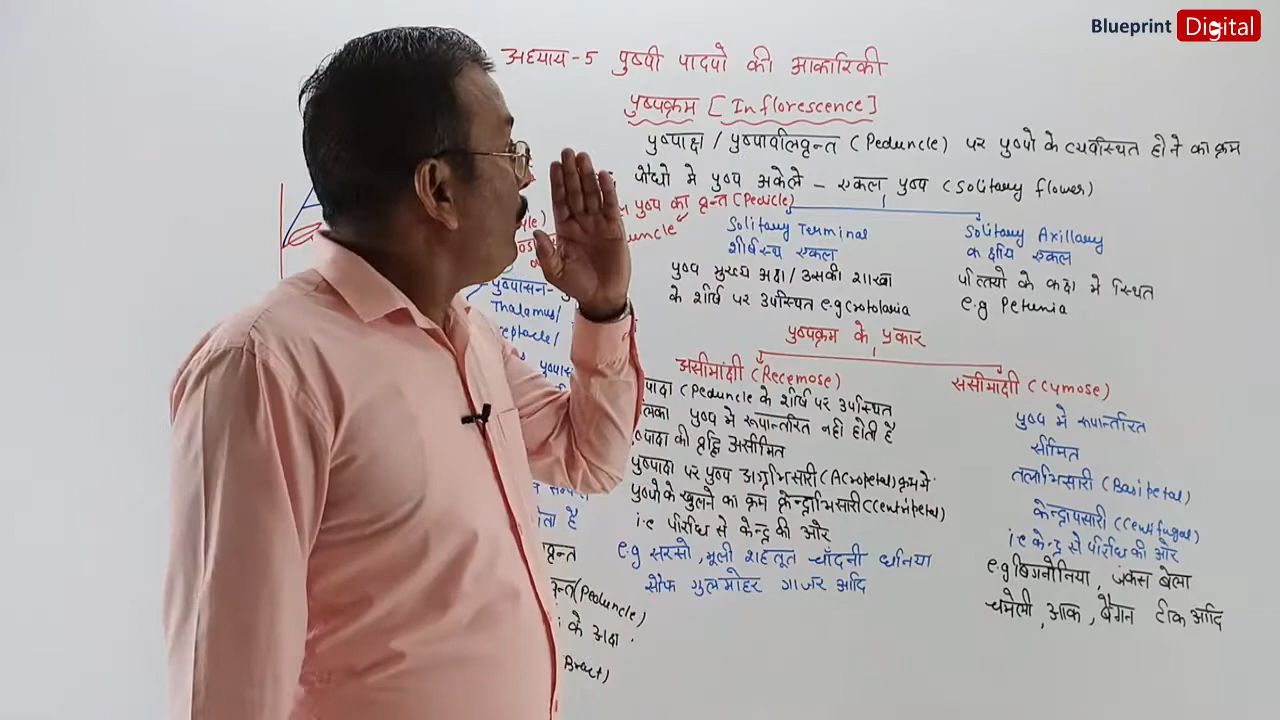 Blueprint Digital
अध्याय-5 पुष्पी पादपो की आकारिकी
पुष्पक्रम [Inflorescence]
पुष्पाक्ष / पुष्पावलिवृन्त (Peduncle) पर पुष्पो के व्यवस्थित होने का क्रम
पौधो मे पुष्प अकेले - एकल पुष्प (Solitary flower)
पुष्प का वृन्त (Pedicle)
Solitary Terminal
शीर्षस्थ एकल
पुष्प मुख्य अक्ष / उसकी शाखा
के शीर्ष पर उपस्थित e.g Crotolaria
Solitary Axillary
कक्षीय एकल
पत्तियो के कक्ष मे स्थित
e.g Petunia
पुष्पासन-
Thalamus/
पुष्पक्रम के प्रकार
असीमाक्षी (Recemose)
(Peduncle के शीर्ष पर उपस्थित
पुष्प मे रूपान्तरित नही होती है
की वृद्धि असीमित
पुष्पाक्ष पर पुष्प अग्राभिसारी (Acropetal) क्रम मे
पुष्पो के खुलने का क्रम केन्द्राभिसारी (Centripetal)
i.e परिधि से केन्द्र की ओर
e.g सरसो, मूली शहतूत चाँदनी धनिया
सौफ गुलमोहर गाजर आदि
ससीमाक्षी (Cymose)
पुष्प मे रूपान्तरित
सीमित
तलाभिसारी (Basipetal)
केन्द्रापसारी (Centrifugal)
i.e केन्द्र से परिधि की ओर
e.g बिगनोनिया, जकस बेला
चमेली, आक, बैगन टीक आदि
(Peduncle)
के अक्ष
Bract)